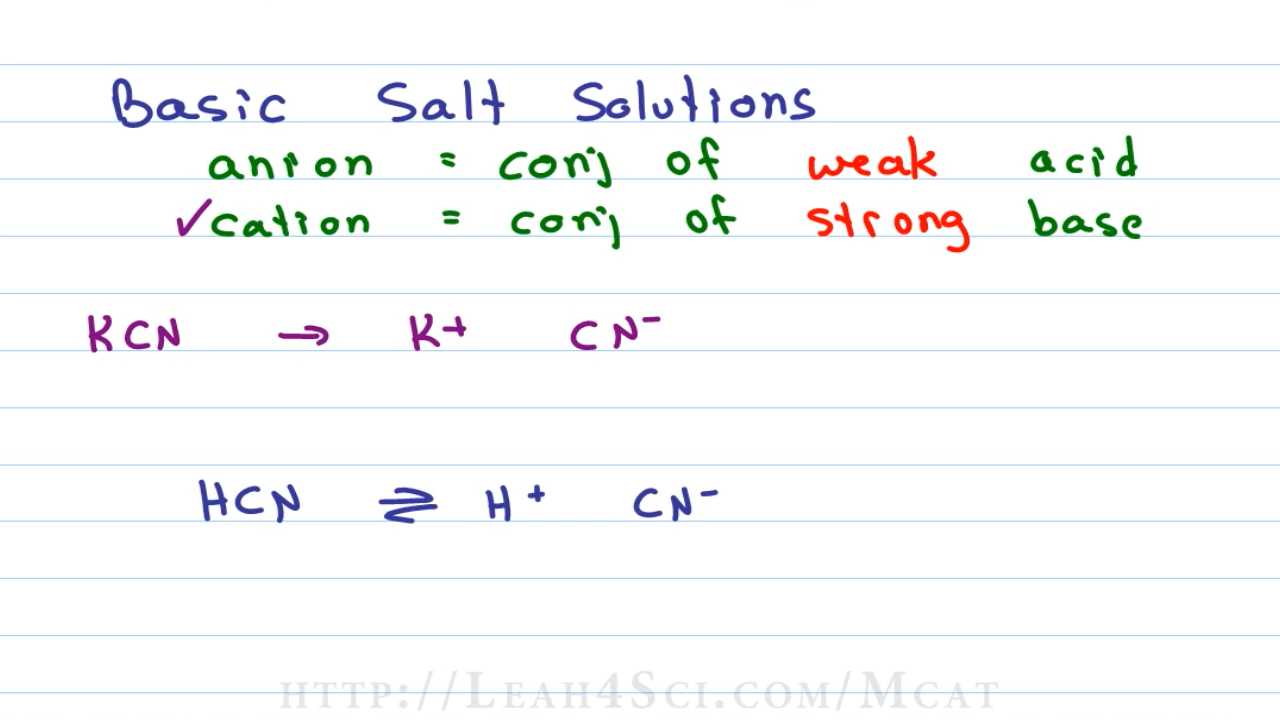 Basic Salt Solutions
anion = conj of weak acid
✓cation = conj of strong base
KCN → K+ CN⁻
HCN ⇌ H⁺ CN⁻
HTTP://LEAH4SCI.COM/MCAT